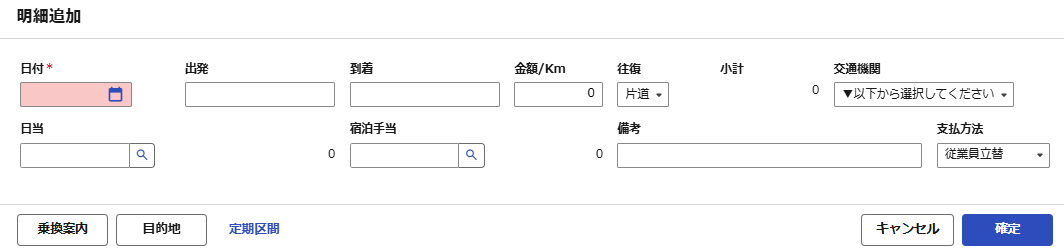 明細追加
日付* 出発 到着 金額/Km 往復 小計 交通機関
0 片道 0 ▼以下から選択してください
日当 宿泊手当 備考 支払方法
0 0 従業員立替
乗換案内 目的地 定期区間 キャンセル 確定